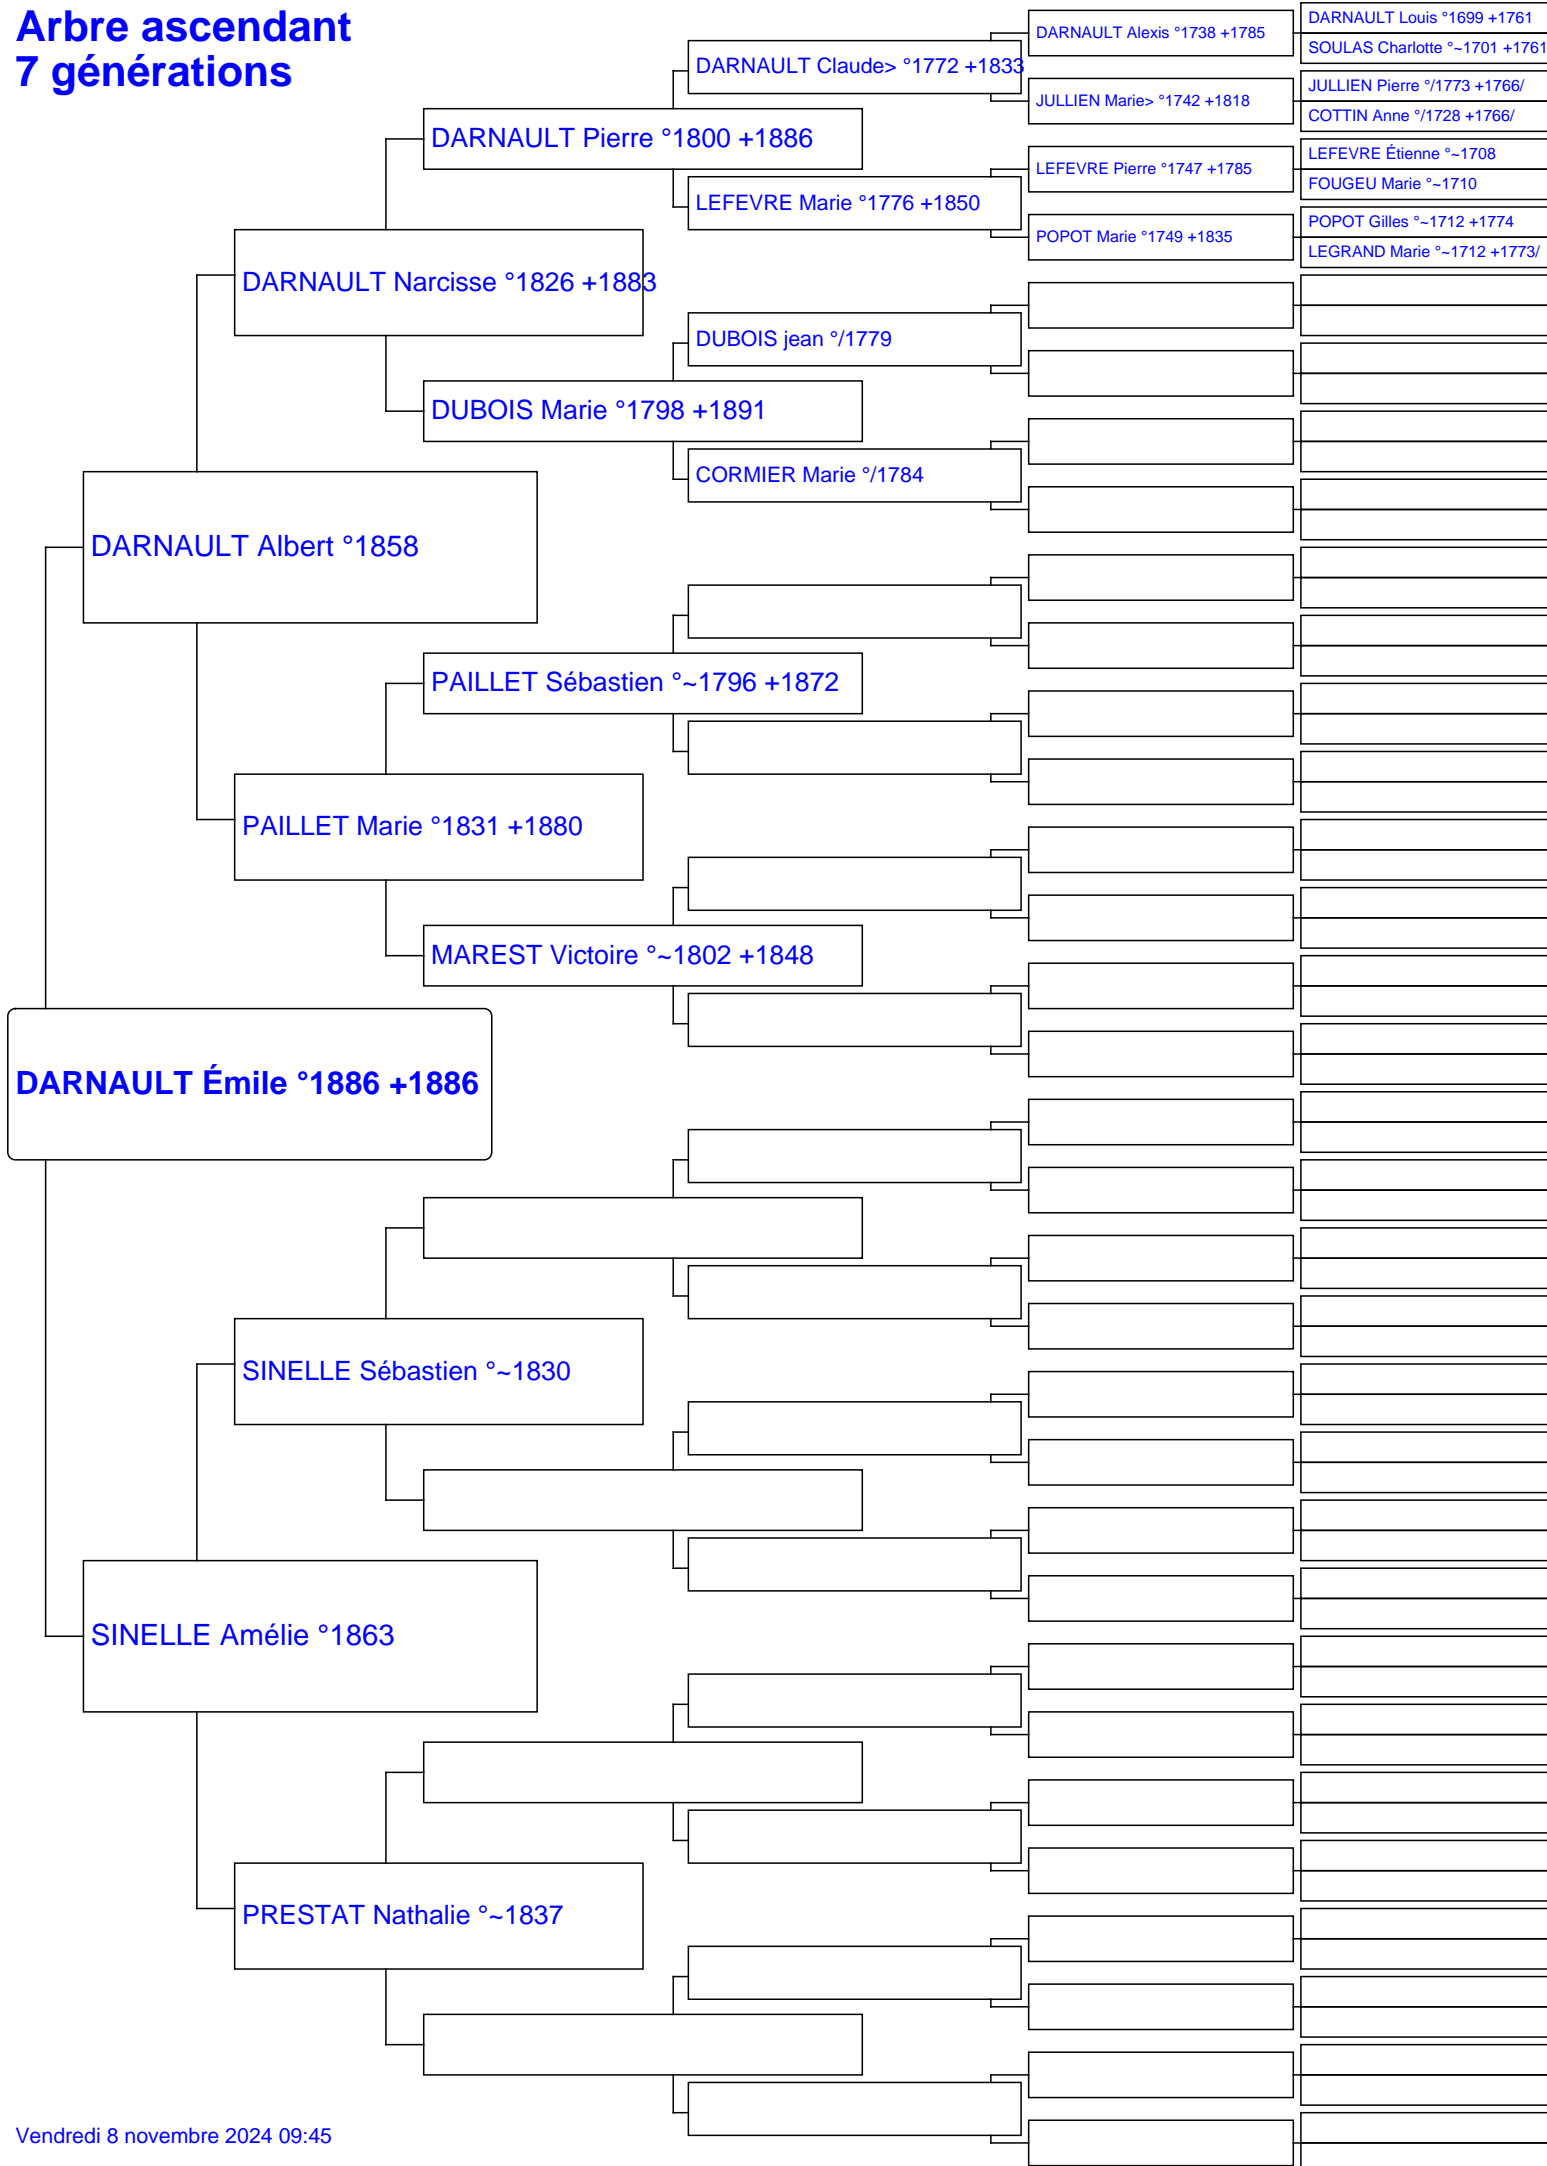 Arbre ascendant
7 générations
DARNAULT Louis °1699 +1761
DARNAULT Alexis °1738 +1785
SOULAS Charlotte °~1701 +1761
DARNAULT Claude> °1772 +1833
JULLIEN Pierre °/1773 +1766/
JULLIEN Marie> °1742 +1818
COTTIN Anne °/1728 +1766/
DARNAULT Pierre °1800 +1886
LEFEVRE Étienne °~1708
LEFEVRE Pierre °1747 +1785
FOUGEU Marie °~1710
LEFEVRE Marie °1776 +1850
POPOT Gilles °~1712 +1774
POPOT Marie °1749 +1835
LEGRAND Marie °~1712 +1773/
DARNAULT Narcisse °1826 +1883
DUBOIS jean °/1779
DUBOIS Marie °1798 +1891
CORMIER Marie °/1784
DARNAULT Albert °1858
PAILLET Sébastien °~1796 +1872
PAILLET Marie °1831 +1880
MAREST Victoire °~1802 +1848
DARNAULT Émile °1886 +1886
SINELLE Sébastien °~1830
SINELLE Amélie °1863
PRESTAT Nathalie °~1837
Vendredi 8 novembre 2024 09:45